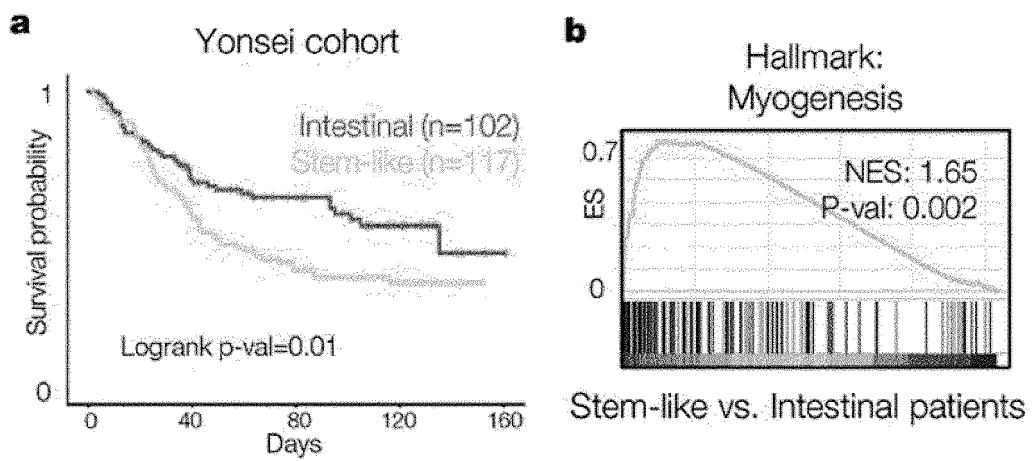 a
Yonsei cohort
1
Intestinal (n=102)
Stem-like (n=117)
Survival probability
Logrank p-val=0.01
0
0 40 80 120 160
Days
b
Hallmark:
Myogenesis
0.7
NES: 1.65
P-val: 0.002
ES
0
Stem-like vs. Intestinal patients